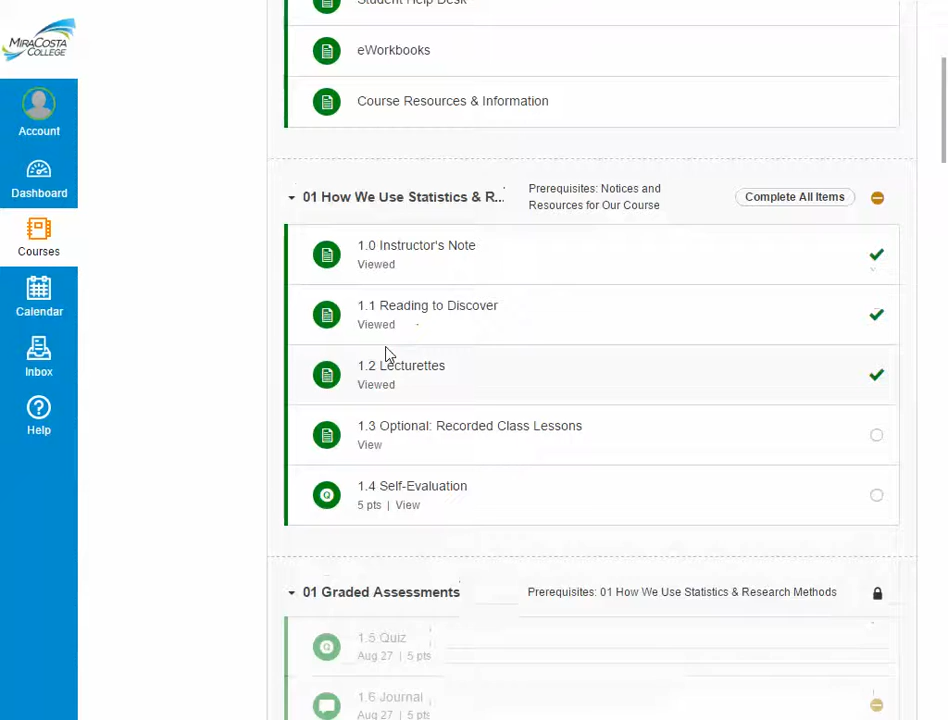 Student Help Desk
MIRACOSTA
COLLEGE
Account
Dashboard
Courses
Calendar
Inbox
Help
eWorkbooks
Course Resources & Information
01 How We Use Statistics & R...
Prerequisites: Notices and
Resources for Our Course
Complete All Items
1.0 Instructor's Note
Viewed
1.1 Reading to Discover
Viewed
1.2 Lecturettes
Viewed
1.3 Optional: Recorded Class Lessons
View
1.4 Self-Evaluation
5 pts | View
01 Graded Assessments
Prerequisites: 01 How We Use Statistics & Research Methods
1.5 Quiz
Aug 27 | 5 pts
1.6 Journal
Aug 27 | 5 pts